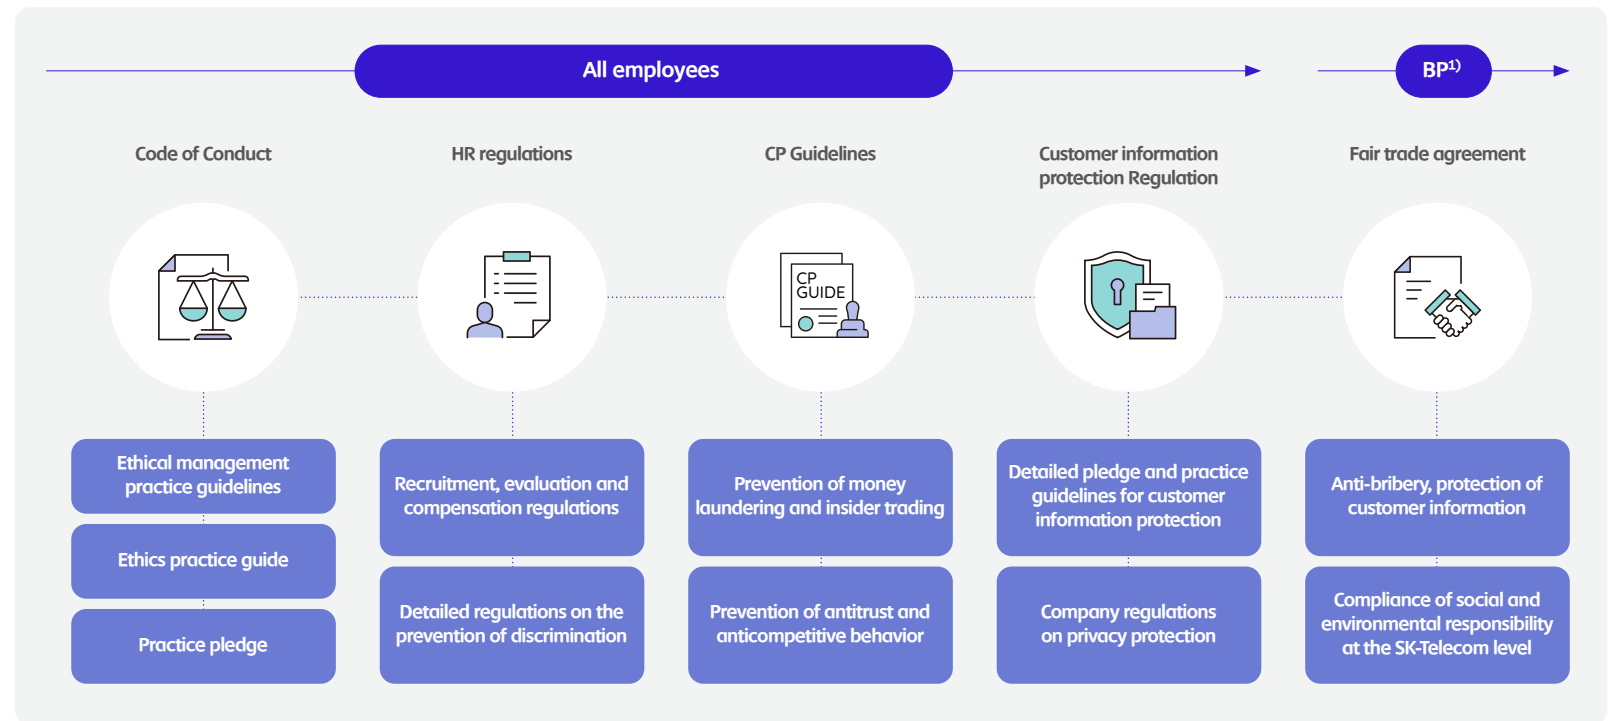 All employees
BP1)
Code of Conduct
HR regulations
CP Guidelines
Customer information
protection Regulation
Fair trade agreement
CP
GUIDE
Ethical management
practice guidelines
Ethics practice guide
Practice pledge
Recruitment, evaluation and
compensation regulations
Detailed regulations on the
prevention of discrimination
Prevention of money
laundering and insider trading
Prevention of antitrust and
anticompetitive behavior
Detailed pledge and practice
guidelines for customer
information protection
Company regulations
on privacy protection
Anti-bribery, protection of
customer information
Compliance of social and
environmental responsibility
at the SK-Telecom level